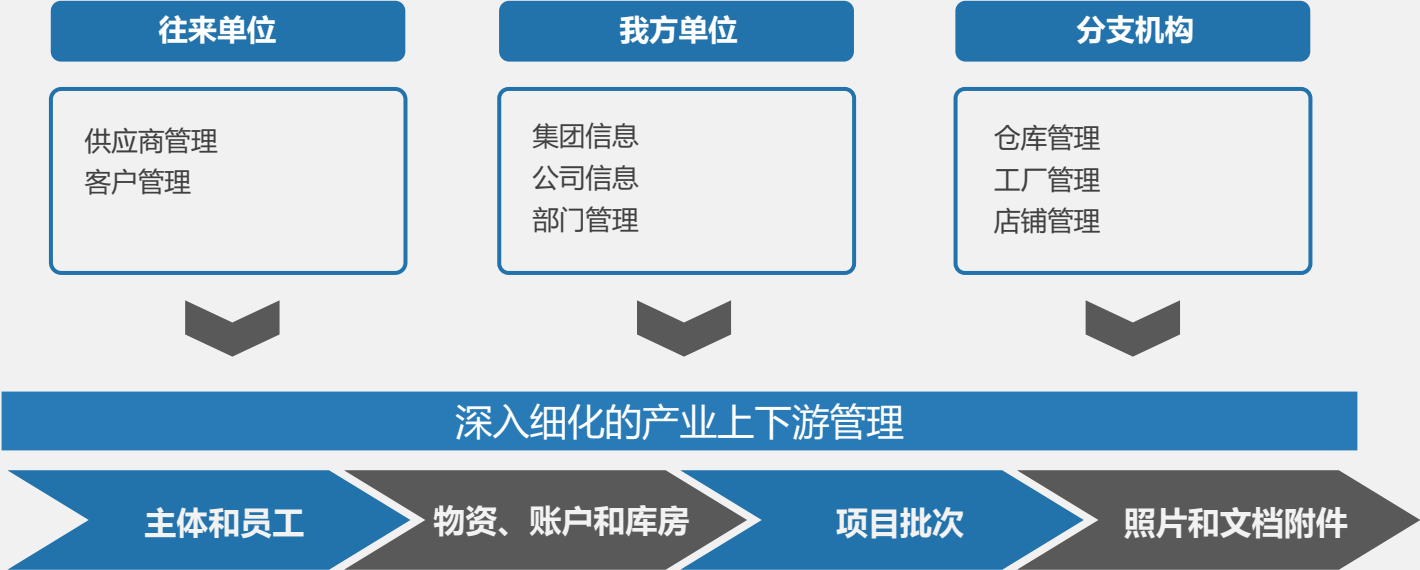 往来单位
供应商管理
客户管理
我方单位
集团信息
公司信息
部门管理
分支机构
仓库管理
工厂管理
店铺管理
深入细化的产业上下游管理
主体和员工
物资、账户和库房
项目批次
照片和文档附件